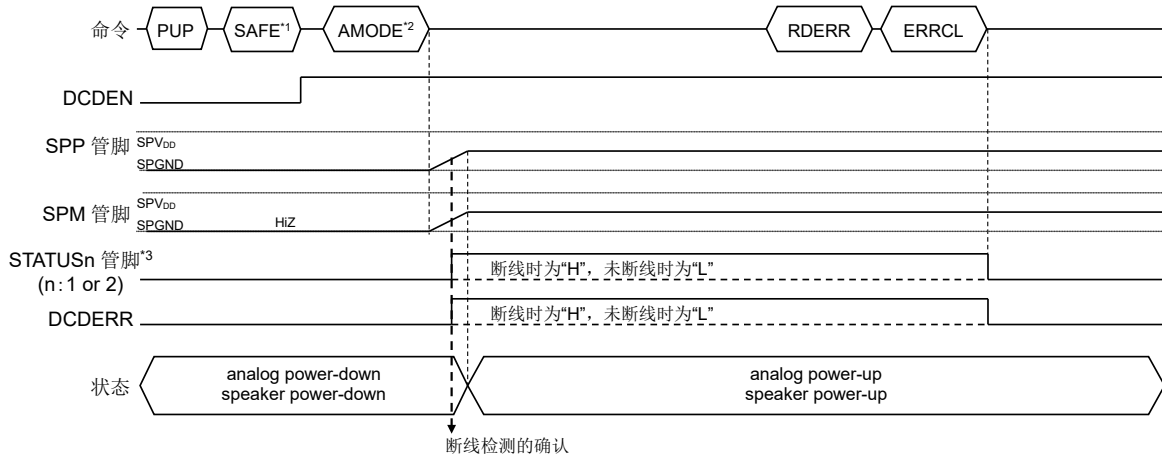 命令 PUP SAFE*1 AMODE*2 RDERR ERRCL
DCDEN
SPP 管脚 SPVDD
SPGND
SPM 管脚 SPVDD
SPGND HiZ
STATUSn 管脚*3
(n:1 or 2)
断线时为“H”，未断线时为“L”
DCDERR 断线时为“H”，未断线时为“L”
状态
analog power-down
speaker power-down
analog power-up
speaker power-up
断线检测的确认